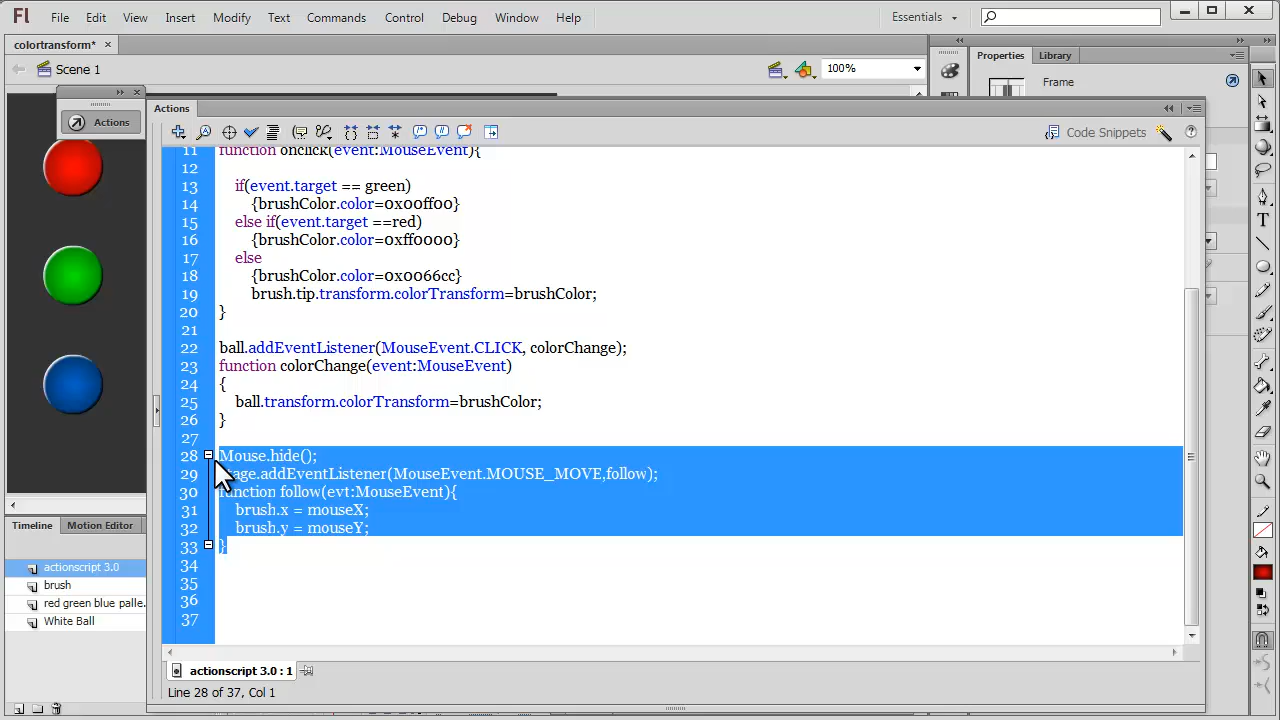 Fl File Edit View Insert Modify Text Commands Control Debug Window Help Essentials
colortransform* ×
Properties Library
Scene 1 100%
Frame
Actions
Actions
Code Snippets
11 function onclick(event:MouseEvent){
12
13 if(event.target == green)
14 {brushColor.color=0x00ff00}
15 else if(event.target ==red)
16 {brushColor.color=0xff0000}
17 else
18 {brushColor.color=0x0066cc}
19 brush.tip.transform.colorTransform=brushColor;
20 }
21
22 ball.addEventListener(MouseEvent.CLICK, colorChange);
23 function colorChange(event:MouseEvent)
24 {
25 ball.transform.colorTransform=brushColor;
26 }
27
28 Mouse.hide();
29 stage.addEventListener(MouseEvent.MOUSE_MOVE,follow);
30 function follow(evt:MouseEvent){
31 brush.x = mouseX;
32 brush.y = mouseY;
33 }
34
35
36
37
Timeline Motion Editor
actionscript 3.0
brush
red green blue palle...
White Ball
actionscript 3.0 : 1
Line 28 of 37, Col 1